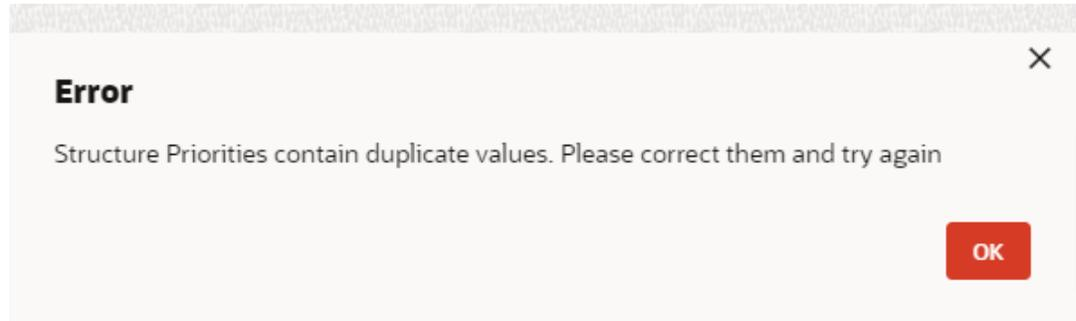 Error
Structure Priorities contain duplicate values. Please correct them and try again
OK